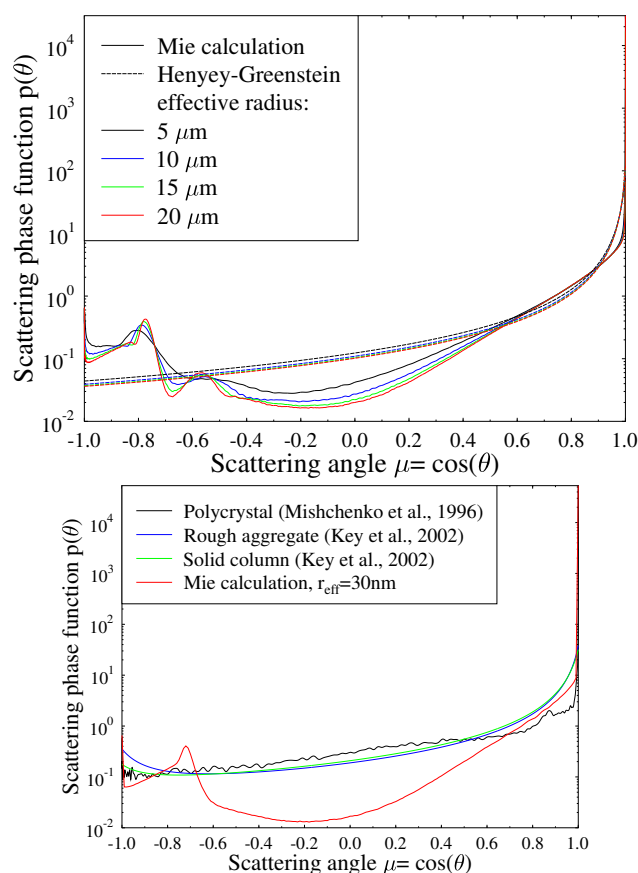 Scattering phase function p(θ)
10^4
10^3
10^2
10^1
10^0
10^-1
10^-2
Mie calculation
Henyey-Greenstein
effective radius:
5 μm
10 μm
15 μm
20 μm
-1.0 -0.8 -0.6 -0.4 -0.2 0.0 0.2 0.4 0.6 0.8 1.0
Scattering angle μ= cos(θ)
Scattering phase function p(θ)
10^4
10^3
10^2
10^1
10^0
10^-1
10^-2
Polycrystal (Mishchenko et al., 1996)
Rough aggregate (Key et al., 2002)
Solid column (Key et al., 2002)
Mie calculation, r_eff=30nm
-1.0 -0.8 -0.6 -0.4 -0.2 0.0 0.2 0.4 0.6 0.8 1.0
Scattering angle μ= cos(θ)